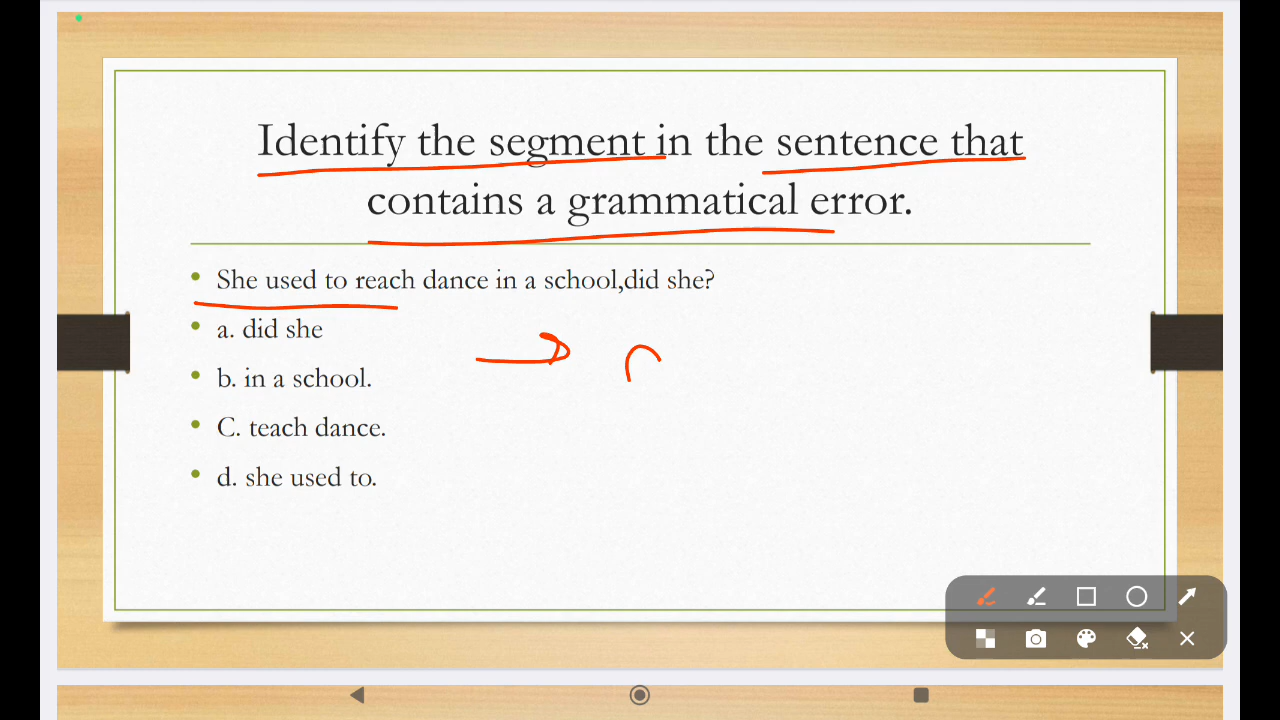 Identify the segment in the sentence that
contains a grammatical error.
She used to reach dance in a school,did she?
a. did she
b. in a school.
C. teach dance.
d. she used to.